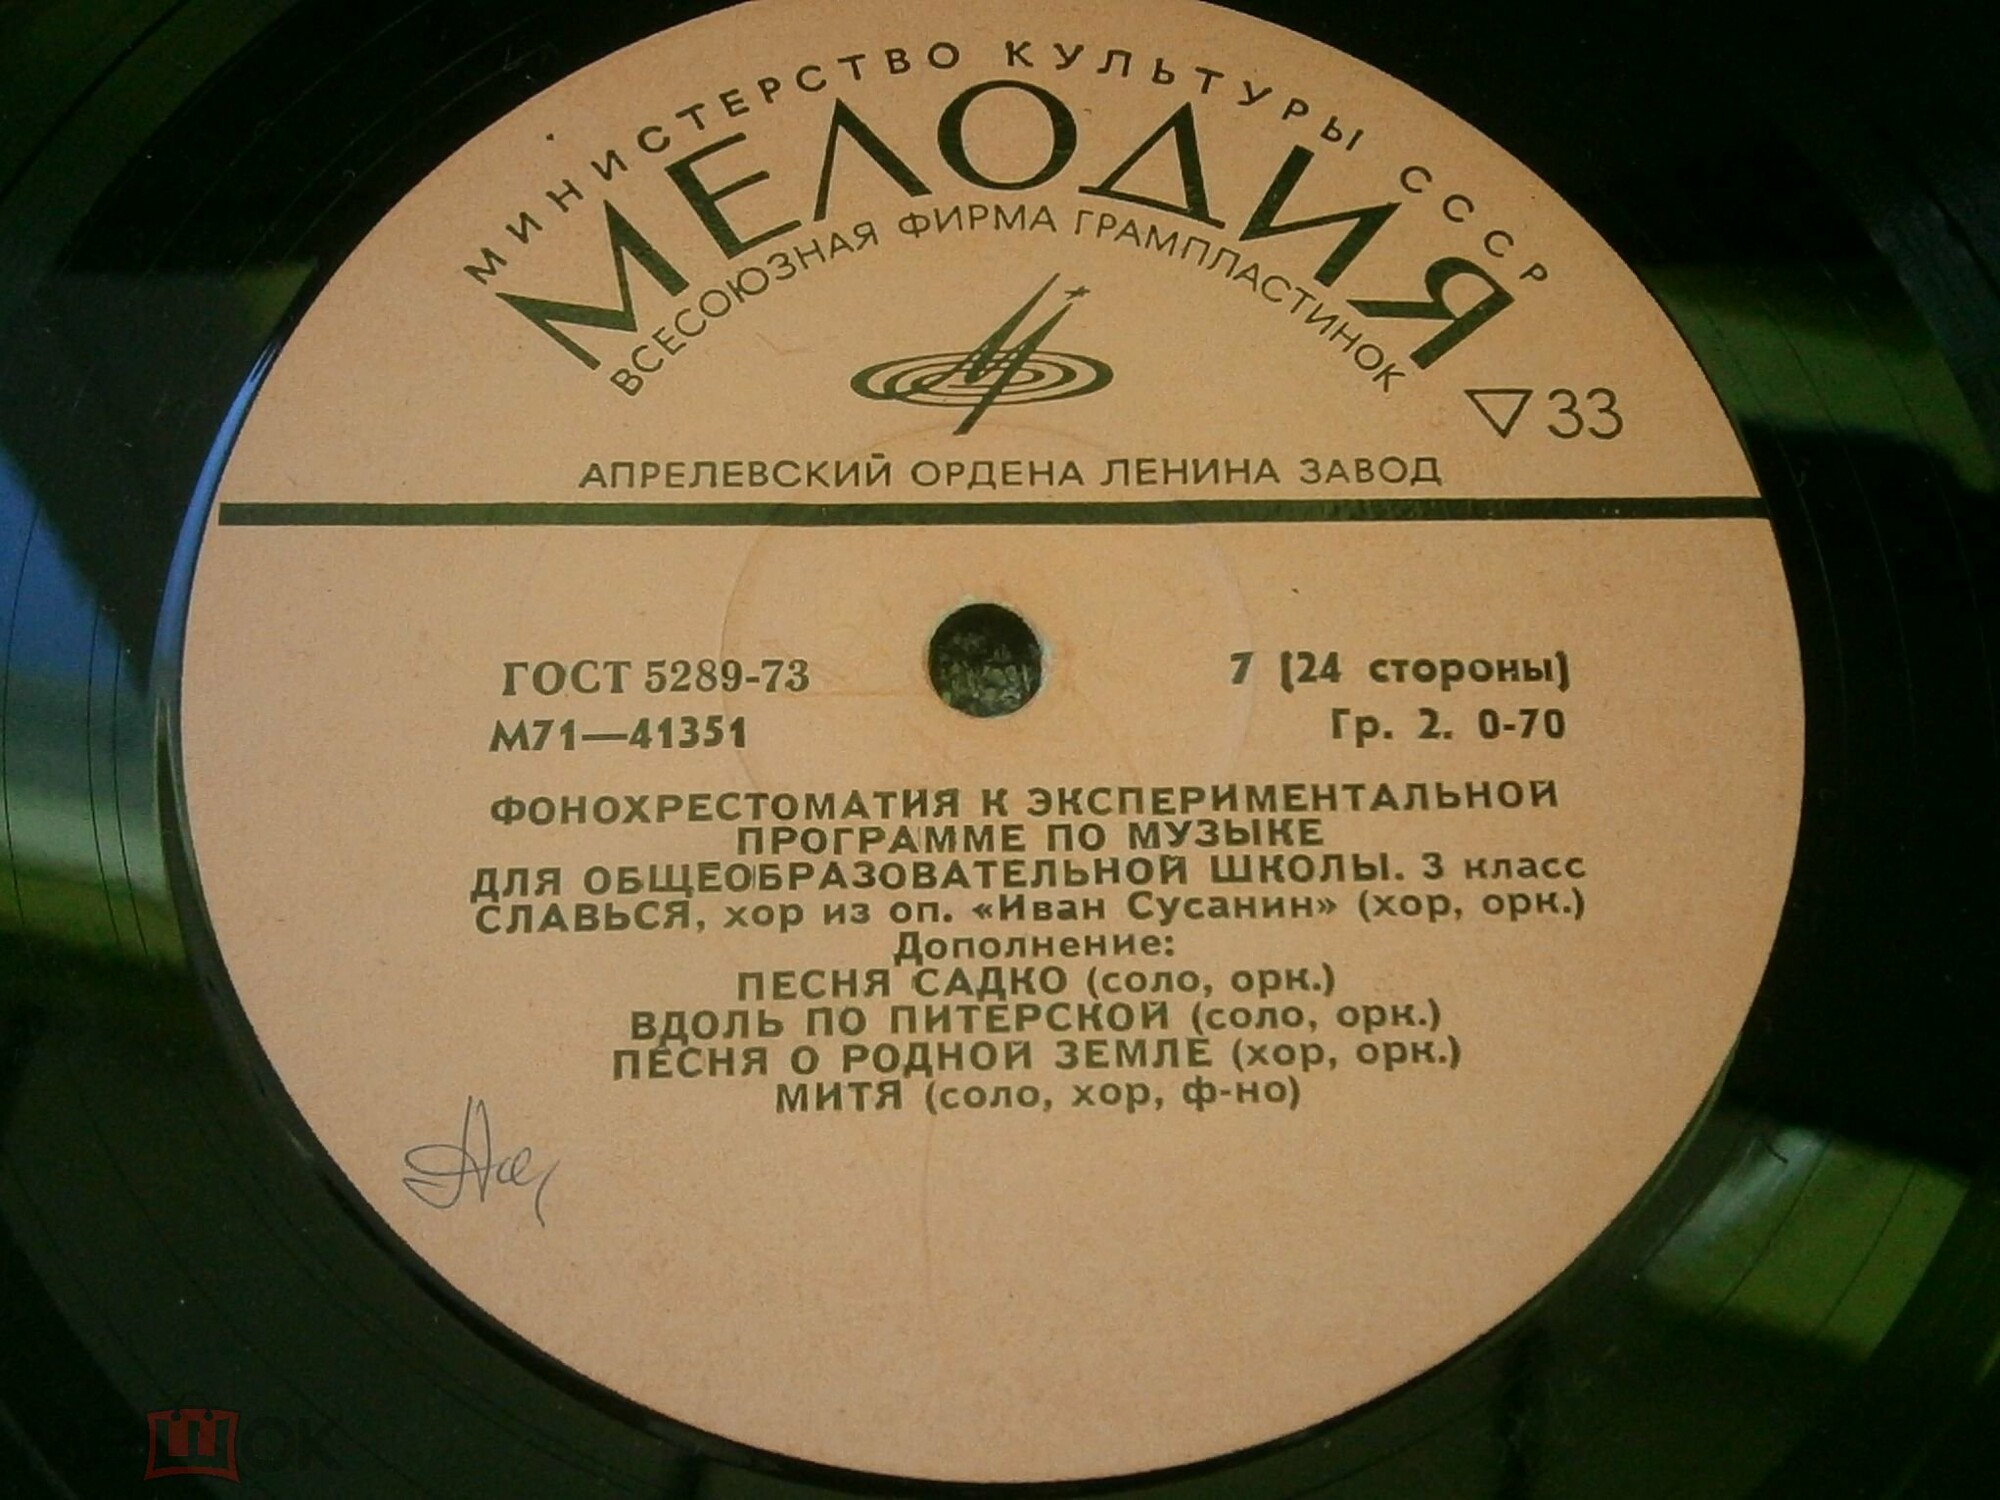 МИНИСТЕРСТВО КУЛЬТУРЫ СССР
МЕЛОДИЯ
ВСЕСОЮЗНАЯ ФИРМА ГРАМПЛАСТИНОК
33
АПРЕЛЕВСКИЙ ОРДЕНА ЛЕНИНА ЗАВОД
ГОСТ 5289-73
7 (24 стороны)
М71—41351
Гр. 2. 0-70
ФОНОХРЕСТОМАТИЯ К ЭКСПЕРИМЕНТАЛЬНОЙ
ПРОГРАММЕ ПО МУЗЫКЕ
ДЛЯ ОБЩЕОБРАЗОВАТЕЛЬНОЙ ШКОЛЫ. 3 класс
СЛАВЬСЯ, хор из оп. «Иван Сусанин» (хор, орк.)
Дополнение:
ПЕСНЯ САДКО (соло, орк.)
ВДОЛЬ ПО ПИТЕРСКОЙ (соло, орк.)
ПЕСНЯ О РОДНОЙ ЗЕМЛЕ (хор, орк.)
МИТЯ (соло, хор, ф-но)